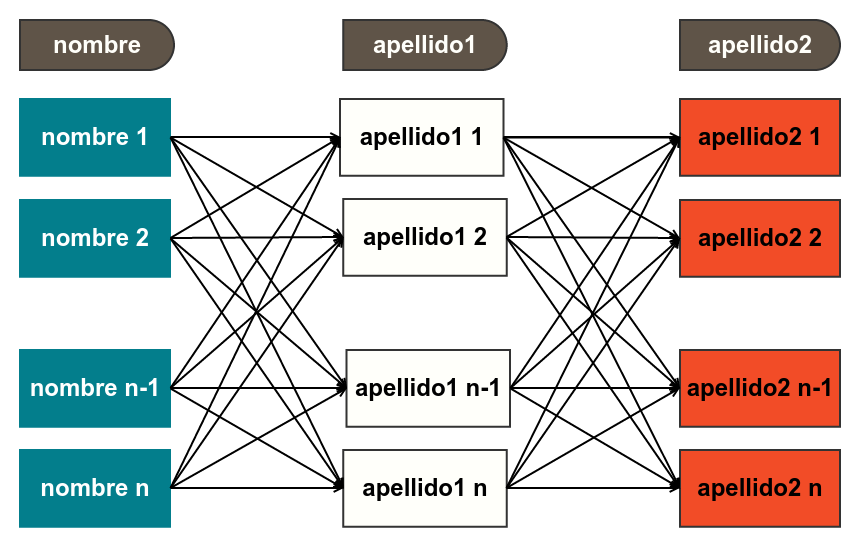 nombre
apellido1
apellido2
nombre 1
apellido1 1
apellido2 1
nombre 2
apellido1 2
apellido2 2
nombre n-1
apellido1 n-1
apellido2 n-1
nombre n
apellido1 n
apellido2 n